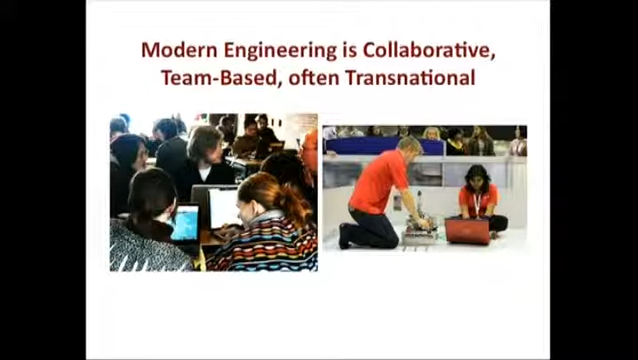 Modern Engineering is Collaborative,
Team-Based, often Transnational